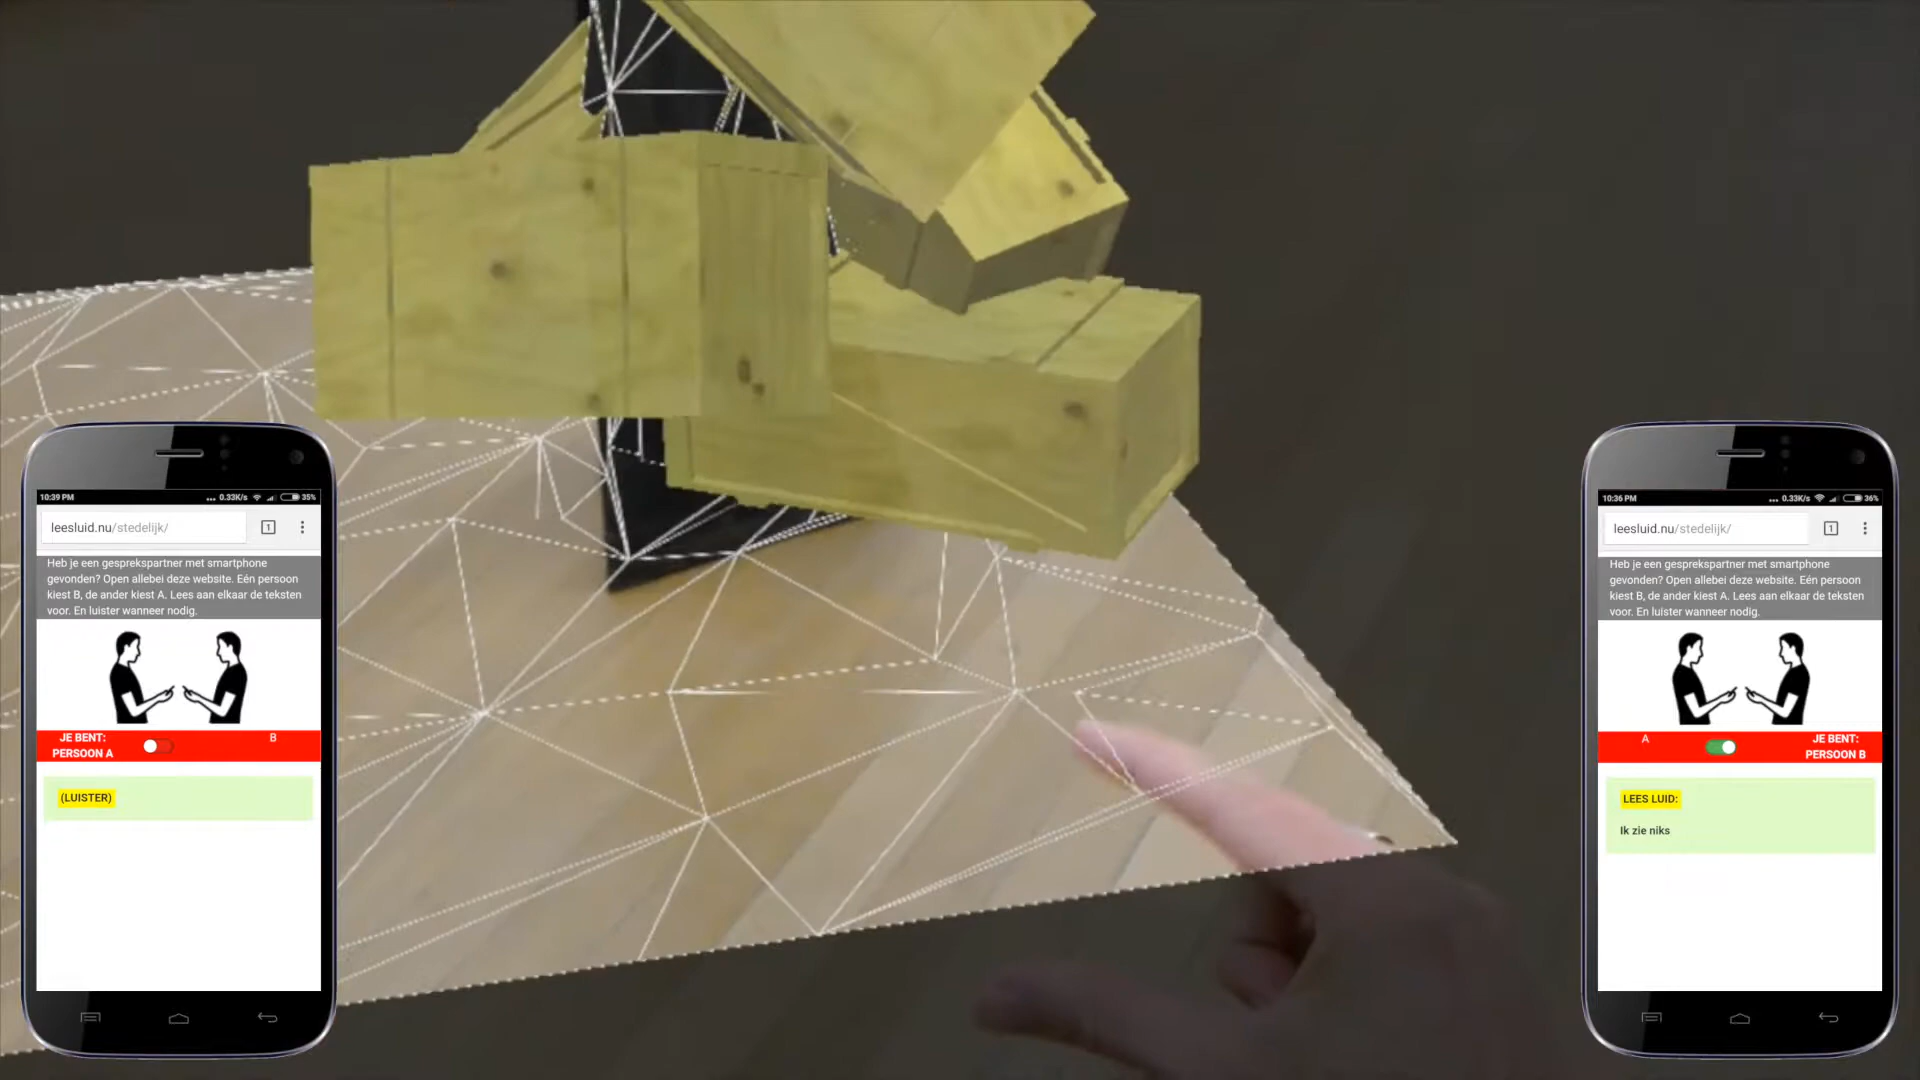 10:39 PM
... 0.33K/s 35%
leesluid.nu/stedelijk/
1
Heb je een gesprekspartner met smartphone
gevonden? Open allebei deze website. Eén persoon
kiest B, de ander kiest A. Lees aan elkaar de teksten
voor. En luister wanneer nodig.
JE BENT:
PERSOON A
B
(LUISTER)
10:36 PM
... 0.33K/s 36%
leesluid.nu/stedelijk/
1
Heb je een gesprekspartner met smartphone
gevonden? Open allebei deze website. Eén persoon
kiest B, de ander kiest A. Lees aan elkaar de teksten
voor. En luister wanneer nodig.
A
JE BENT:
PERSOON B
LEES LUID:
Ik zie niks